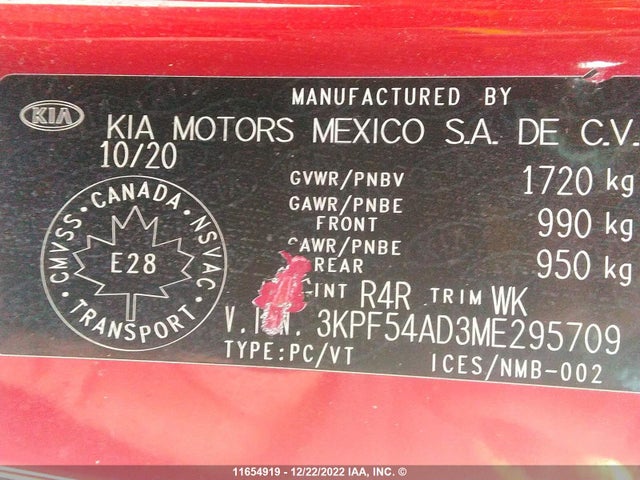 MANUFACTURED BY
KIA
KIA MOTORS MEXICO S.A. DE C.V.
10/20
GVWR/PNBV 1720 kg
GAWR/PNBE FRONT 990 kg
GAWR/PNBE REAR 950 kg
CANADA
CMVSS · NSVAC
E28
TRANSPORT
INT R4R TRIM WK
V.I.N. 3KPF54AD3ME295709
TYPE:PC/VT ICES/NMB-002
11654919 - 12/22/2022 IAA, INC. ©